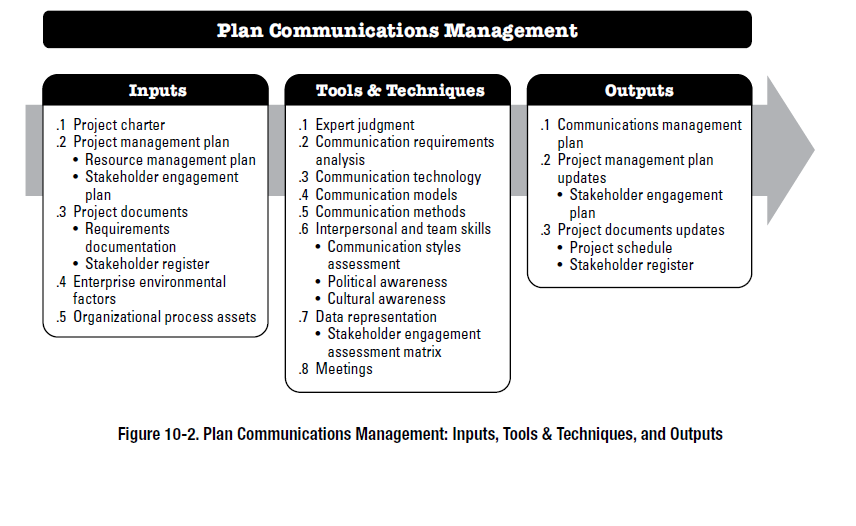 Plan Communications Management
Inputs
.1 Project charter
.2 Project management plan
• Resource management plan
• Stakeholder engagement
plan
.3 Project documents
• Requirements
documentation
• Stakeholder register
.4 Enterprise environmental
factors
.5 Organizational process assets
Tools & Techniques
.1 Expert judgment
.2 Communication requirements
analysis
.3 Communication technology
.4 Communication models
.5 Communication methods
.6 Interpersonal and team skills
• Communication styles
assessment
• Political awareness
• Cultural awareness
.7 Data representation
• Stakeholder engagement
assessment matrix
.8 Meetings
Outputs
.1 Communications management
plan
.2 Project management plan
updates
• Stakeholder engagement
plan
.3 Project documents updates
• Project schedule
• Stakeholder register
Figure 10-2. Plan Communications Management: Inputs, Tools & Techniques, and Outputs